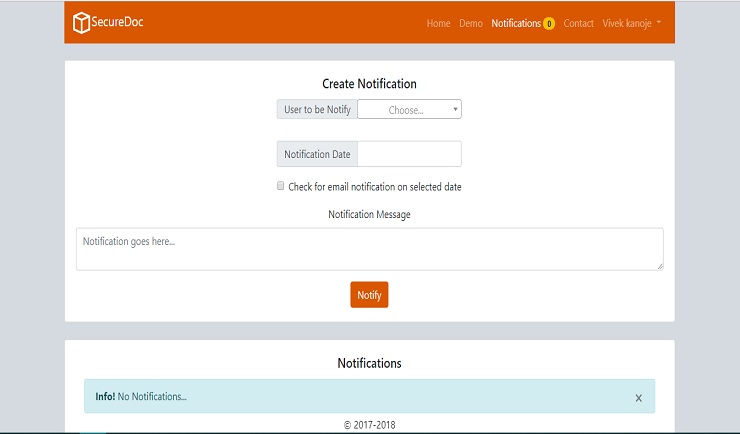 SecureDoc
Home Demo Notifications 0 Contact Vivek kanoje
Create Notification
User to be Notify Choose...
Notification Date
Check for email notification on selected date
Notification Message
Notification goes here...
Notify
Notifications
Info! No Notifications... x
© 2017-2018